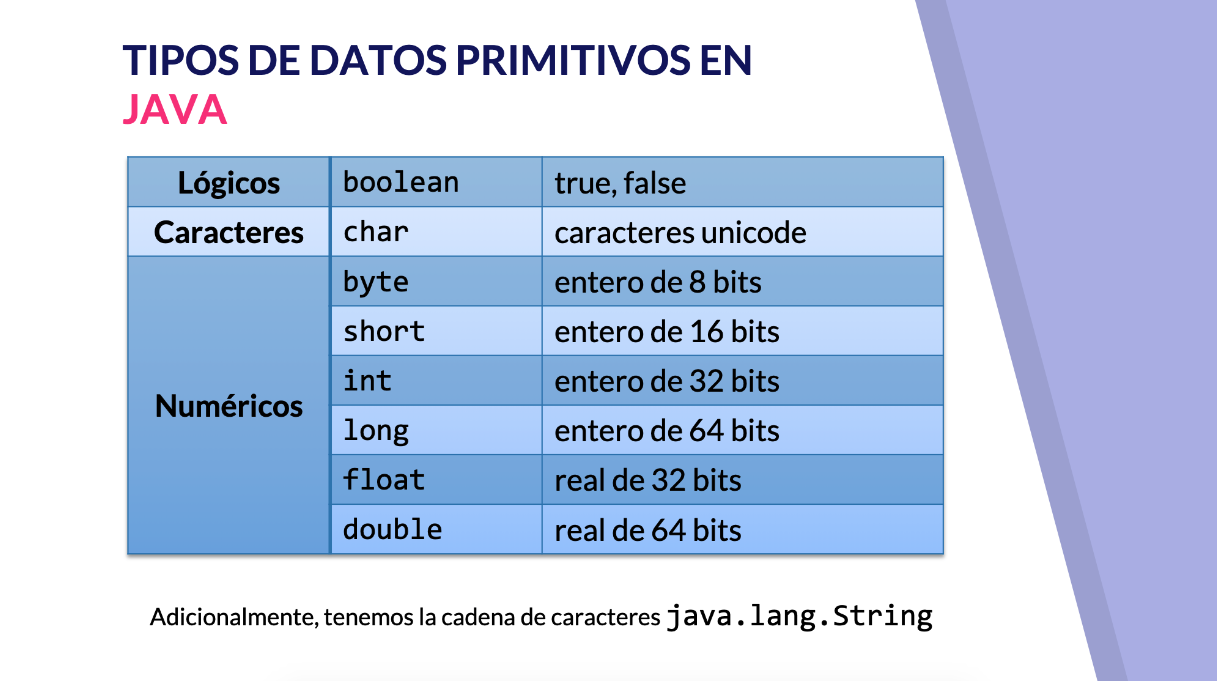 TIPOS DE DATOS PRIMITIVOS EN
JAVA
Lógicos boolean true, false
Caracteres char caracteres unicode
byte entero de 8 bits
short entero de 16 bits
int entero de 32 bits
Numéricos
long entero de 64 bits
float real de 32 bits
double real de 64 bits
Adicionalmente, tenemos la cadena de caracteres java.lang.String